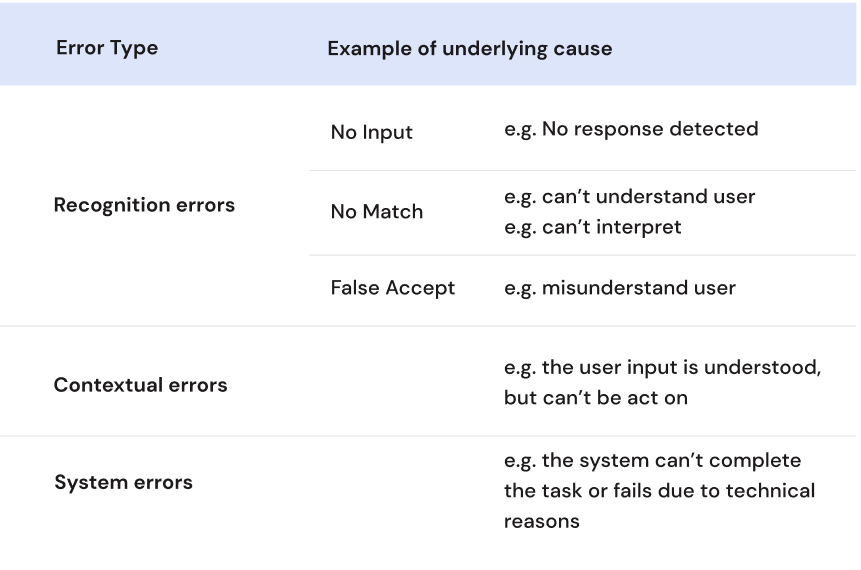 Error Type
Example of underlying cause
Recognition errors
No Input
e.g. No response detected
No Match
e.g. can’t understand user
e.g. can’t interpret
False Accept
e.g. misunderstand user
Contextual errors
e.g. the user input is understood,
but can’t be act on
System errors
e.g. the system can’t complete
the task or fails due to technical
reasons